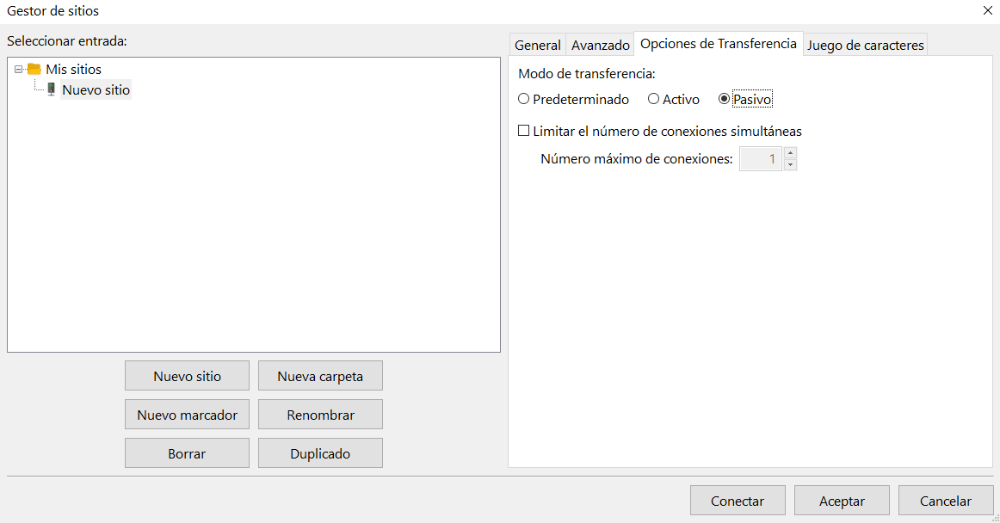 Gestor de sitios
Seleccionar entrada:
Mis sitios
Nuevo sitio
Nuevo sitio
Nueva carpeta
Nuevo marcador
Renombrar
Borrar
Duplicado
General
Avanzado
Opciones de Transferencia
Juego de caracteres
Modo de transferencia:
Predeterminado
Activo
Pasivo
Limitar el número de conexiones simultáneas
Número máximo de conexiones: 1
Conectar
Aceptar
Cancelar